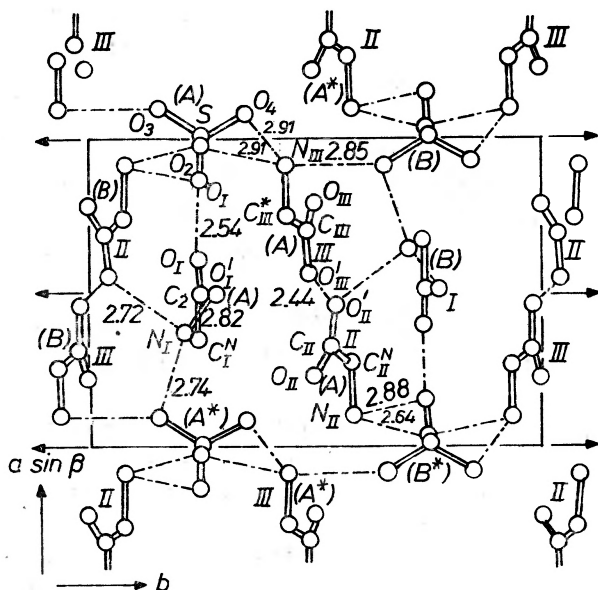 III II III
(A) S O₄ (A*)
O₃ 2.91
O₂ 2.91 N_III 2.85 (B)
(B) O_I C*_III O_III
II 2.54 (A) C_III (B) II
O_I O'_I III
C₂ (A) O'_III I
2.72 2.82 2.44 O'_II
(B) N_I C^N_I C_II II C^N_II III
III O_II (A) 2.88
2.74 N_II 2.64
(A*) (B*)
a sin β
II III (A*) II
b